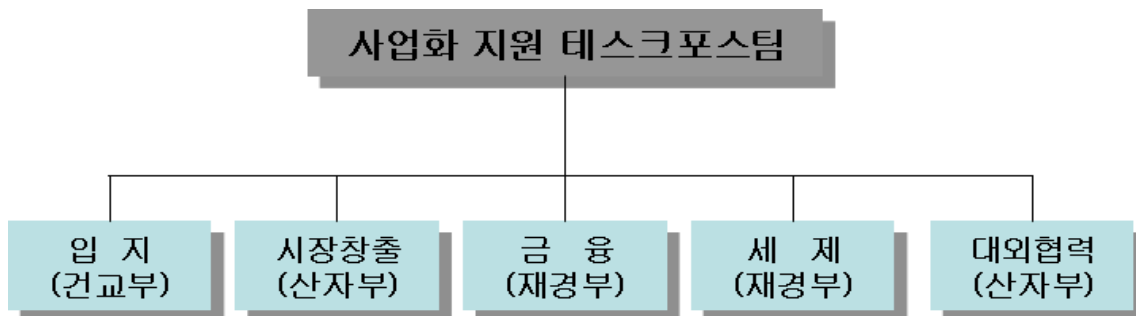 사업화 지원 테스크포스팀
입 지
(건교부)
시장창출
(산자부)
금 융
(재경부)
세 제
(재경부)
대외협력
(산자부)